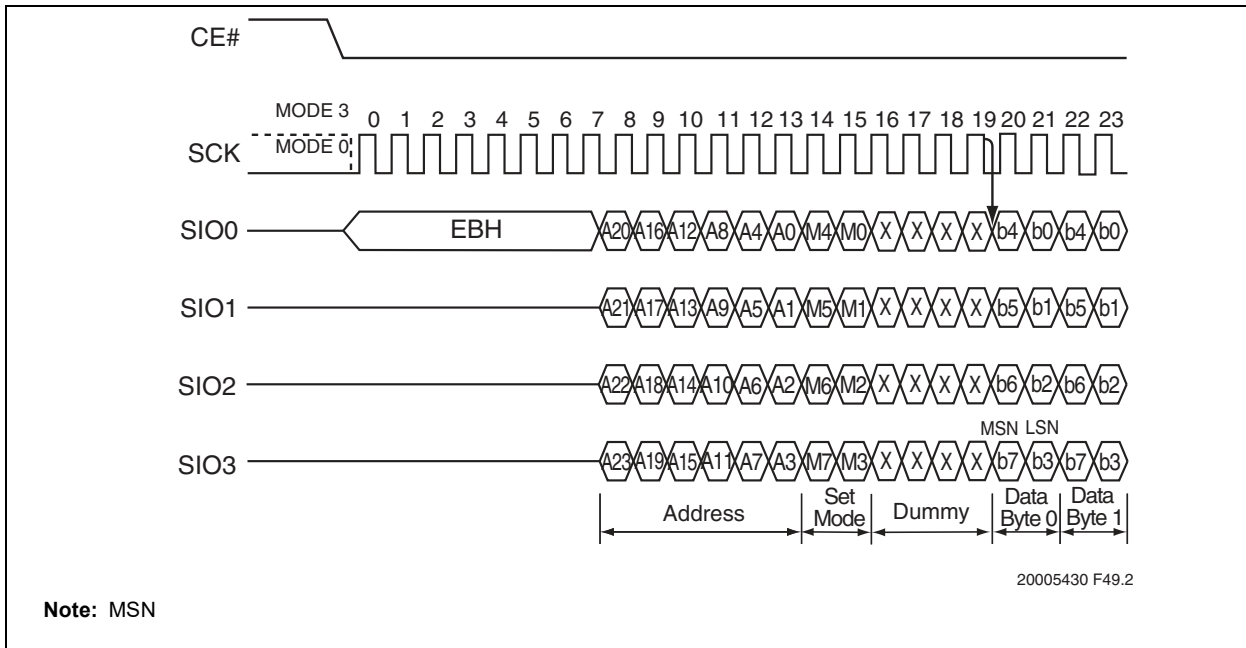 CE#
MODE 3
0 1 2 3 4 5 6 7 8 9 10 11 12 13 14 15 16 17 18 19 20 21 22 23
SCK
MODE 0
SIO0
EBH
A20 A16 A12 A8 A4 A0 M4 M0 X X X X b4 b0 b4 b0
SIO1
A21 A17 A13 A9 A5 A1 M5 M1 X X X X b5 b1 b5 b1
SIO2
A22 A18 A14 A10 A6 A2 M6 M2 X X X X b6 b2 b6 b2
MSN LSN
SIO3
A23 A19 A15 A11 A7 A3 M7 M3 X X X X b7 b3 b7 b3
Address
Set
Mode
Dummy
Data
Byte 0
Data
Byte 1
20005430 F49.2
Note: MSN